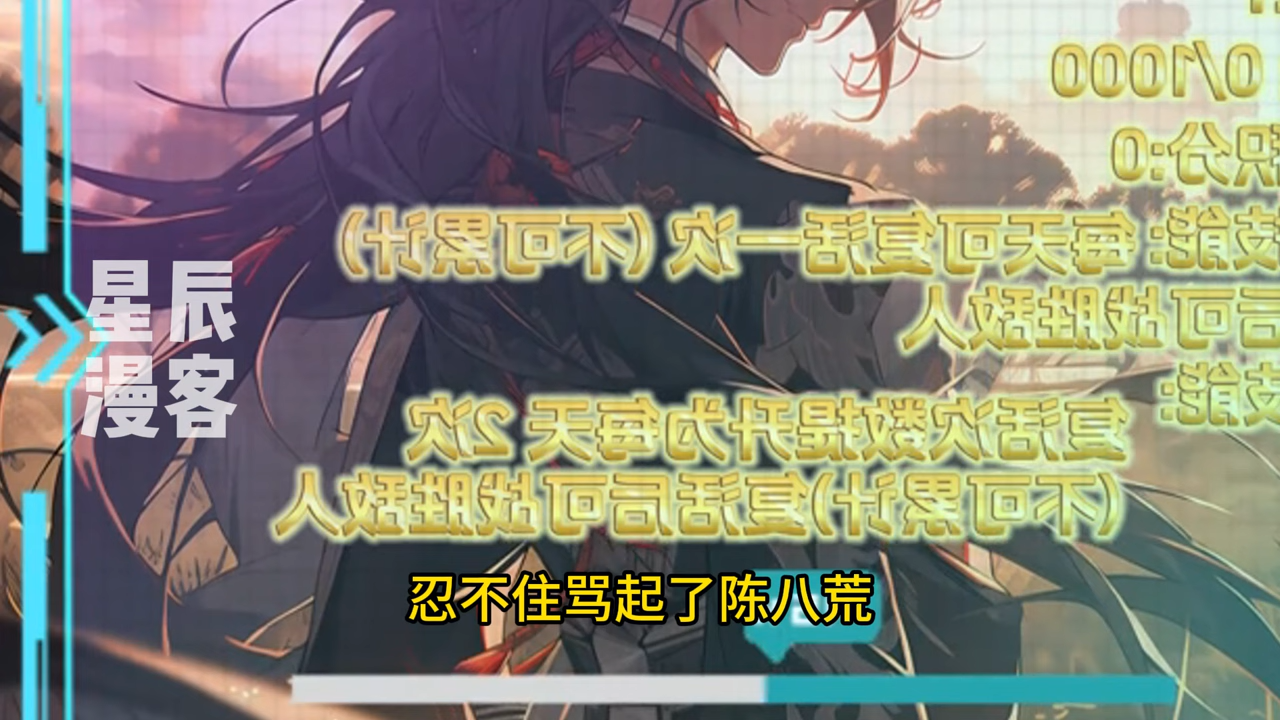 0/1000
积分:0
技能: 每天可复活一次 (不可累计)
后可战胜敌人
技能:
复活次数提升为每天 2次
(不可累计)复活后可战胜敌人
星辰
漫客
忍不住骂起了陈八荒